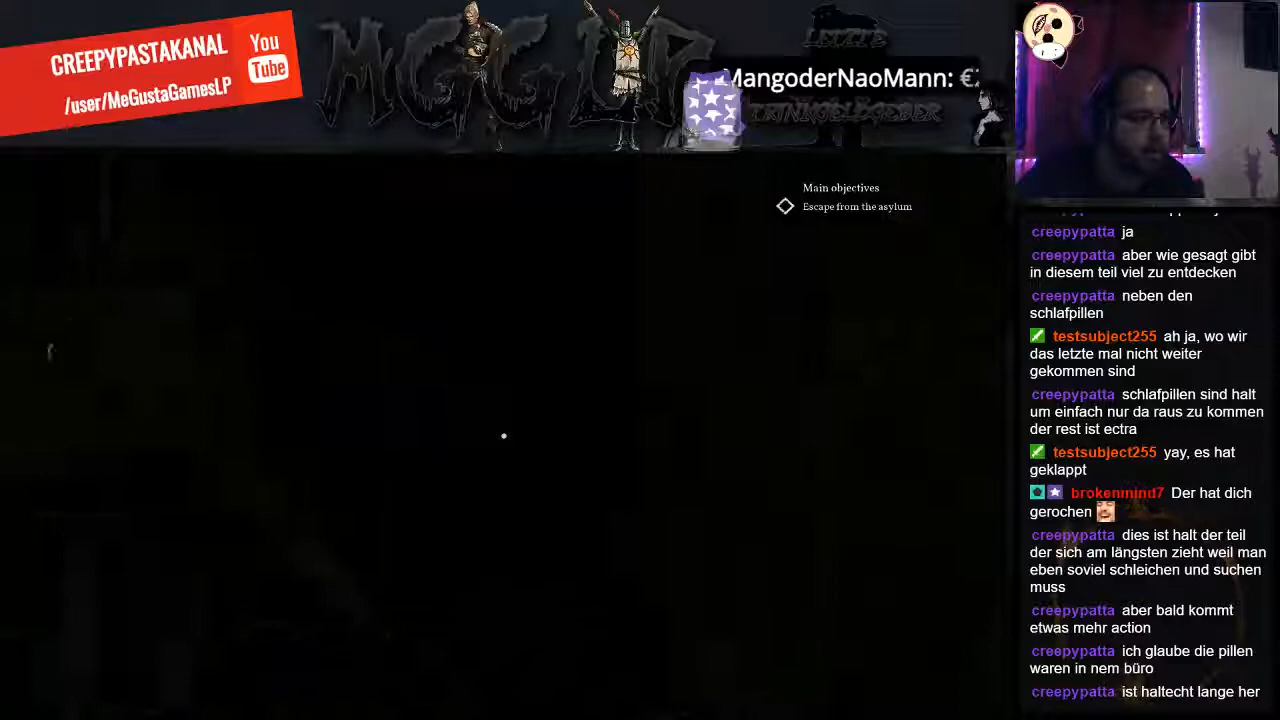 CREEPYPASTAKANAL
/user/MeGustaGamesLP
You
Tube
MGGLP
LETZTE
MangoderNaoMann: €
Main objectives
Escape from the asylum
creepypatta ja
creepypatta aber wie gesagt gibt
in diesem teil viel zu entdecken
creepypatta neben den
schlafpillen
testsubject255 ah ja, wo wir
das letzte mal nicht weiter
gekommen sind
creepypatta schlafpillen sind halt
um einfach nur da raus zu kommen
der rest ist ectra
testsubject255 yay, es hat
geklappt
brokenmind7 Der hat dich
gerochen
creepypatta dies ist halt der teil
der sich am längsten zieht weil man
eben soviel schleichen und suchen
muss
creepypatta aber bald kommt
etwas mehr action
creepypatta ich glaube die pillen
waren in nem büro
creepypatta ist haltecht lange her